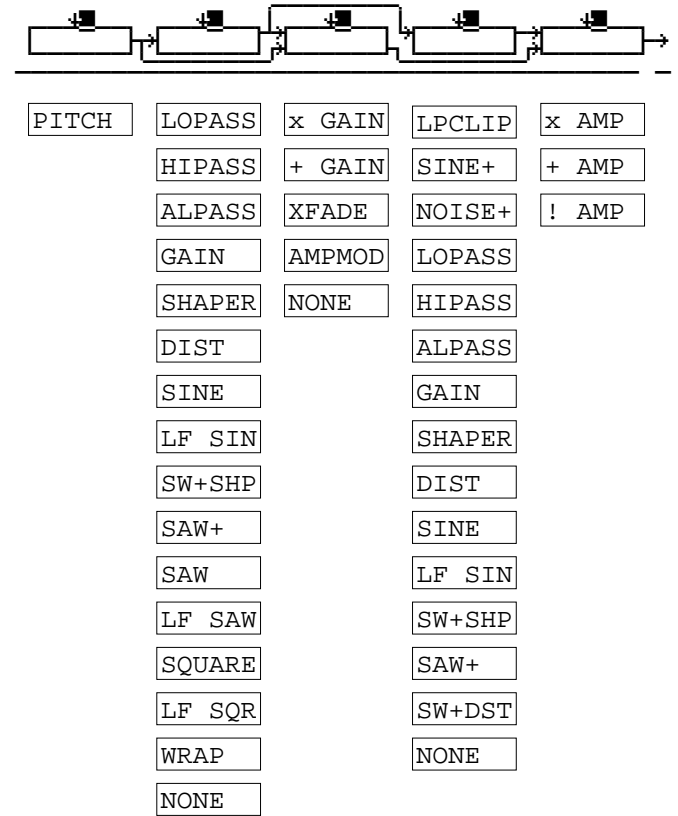 PITCH LOPASS x GAIN LPCLIP x AMP
HIPASS + GAIN SINE+ + AMP
ALPASS XFADE NOISE+ ! AMP
GAIN AMPMOD LOPASS
SHAPER NONE HIPASS
DIST ALPASS
SINE GAIN
LF SIN SHAPER
SW+SHP DIST
SAW+ SINE
SAW LF SIN
LF SAW SW+SHP
SQUARE SAW+
LF SQR SW+DST
WRAP NONE
NONE